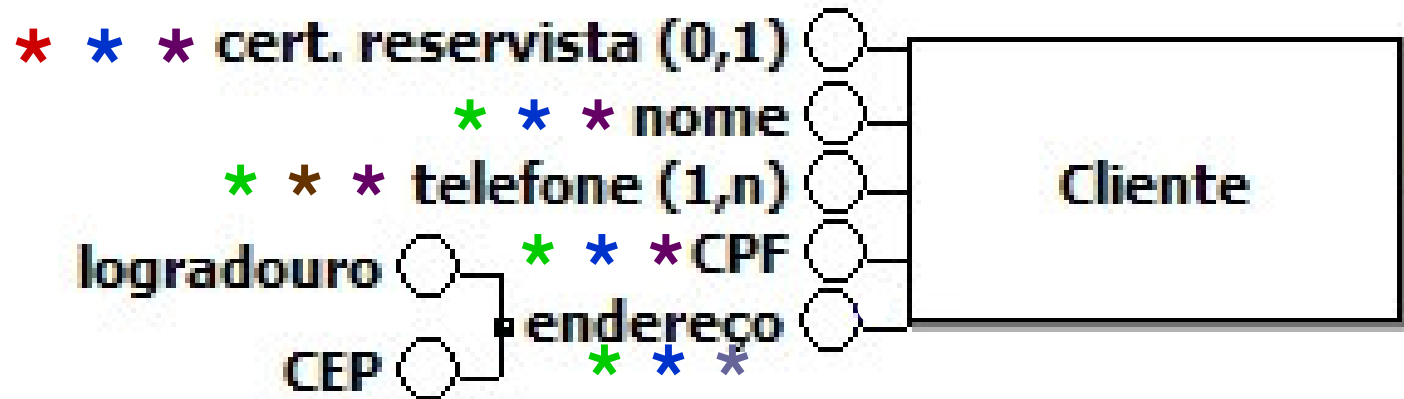 * * * cert. reservista (0,1)
* * * nome
* * * telefone (1,n)
Cliente
* * * CPF
logradouro
endereço
* * *
CEP